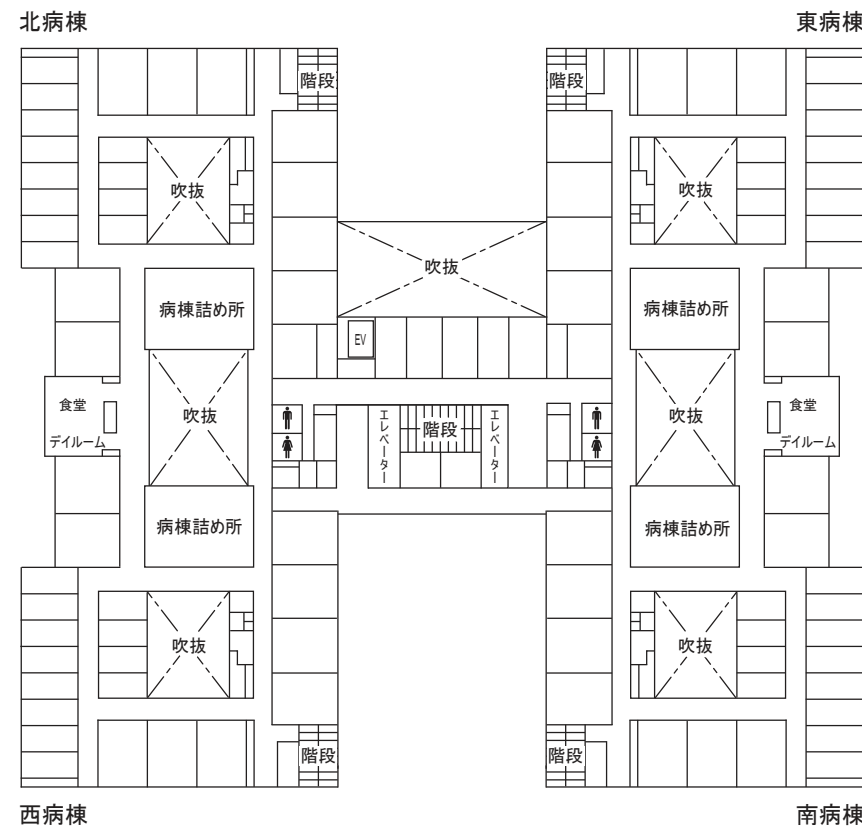 北病棟
東病棟
階段
階段
吹抜
吹抜
吹抜
病棟詰め所
病棟詰め所
EV
食堂
デイルーム
吹抜
エレベーター
階段
エレベーター
吹抜
食堂
デイルーム
病棟詰め所
病棟詰め所
吹抜
吹抜
階段
階段
西病棟
南病棟